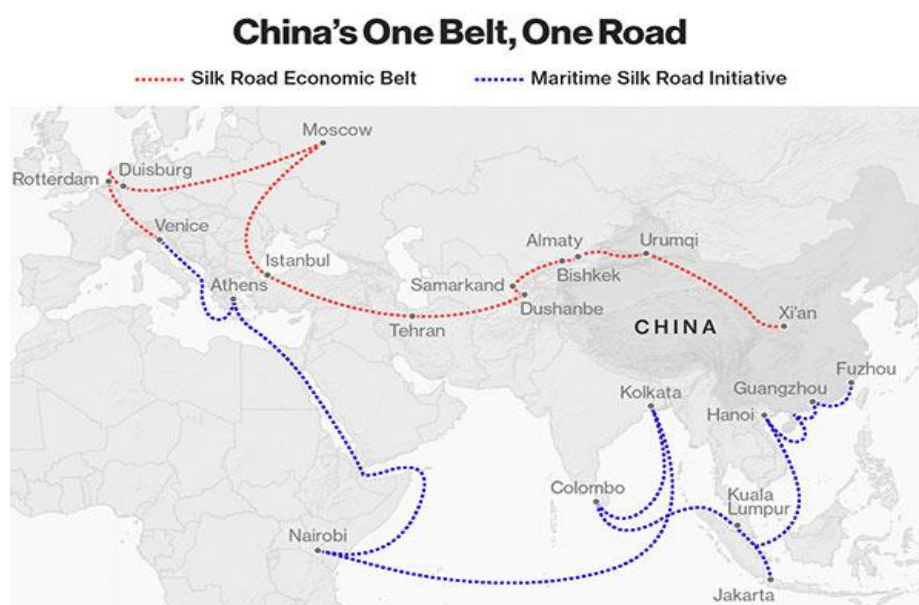 China's One Belt, One Road
Silk Road Economic Belt
Maritime Silk Road Initiative
Moscow
Duisburg
Rotterdam
Venice
Urumqi
Almaty
Istanbul
Bishkek
Athens
Samarkand
Dushanbe
Xi'an
Tehran
CHINA
Fuzhou
Kolkata
Guangzhou
Hanoi
Colombo
Kuala
Lumpur
Nairobi
Jakarta